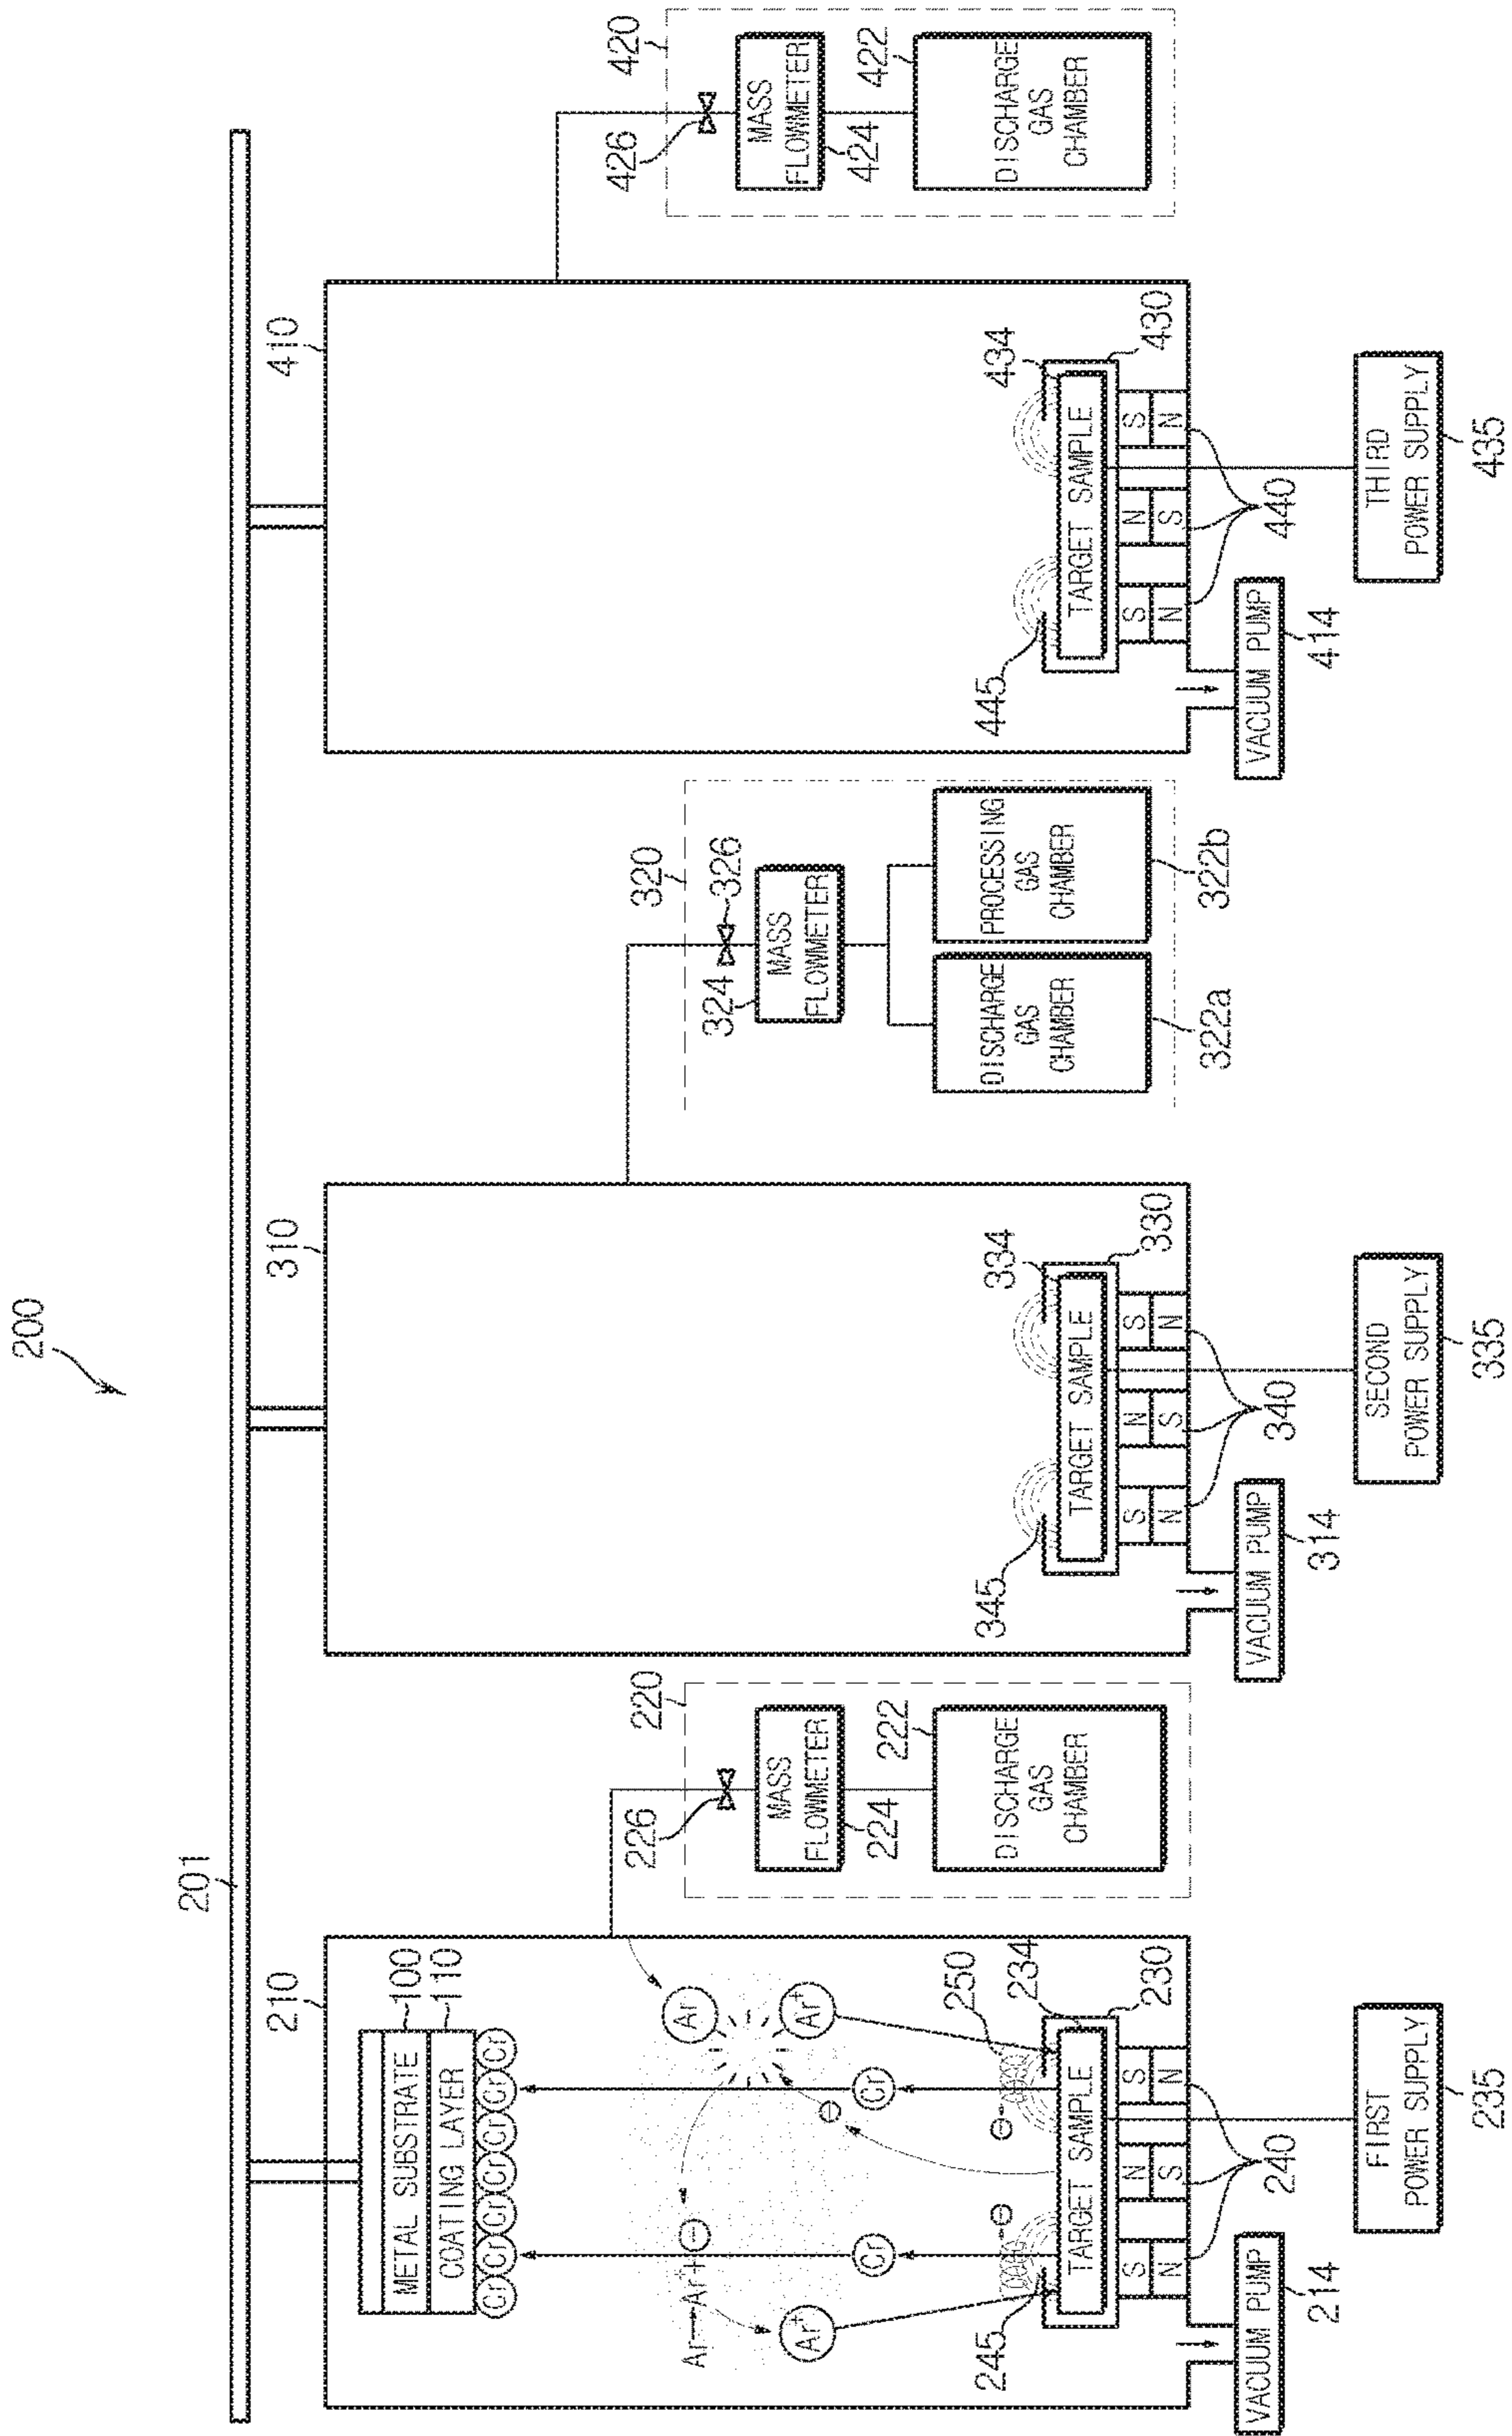 200
201
210
METAL SUBSTRATE
100
COATING LAYER
110
Cr Cr Cr Cr Cr Cr Cr
Ar
Ar→Ar+⊖
Ar+
Ar+
Cr
Cr
⊖
⊖
⊖
245
250
234
TARGET SAMPLE
230
S
N
S
N
S
N
240
VACUUM PUMP
214
FIRST
POWER SUPPLY
235
220
226
MASS
FLOWMETER
224
222
DISCHARGE
GAS
CHAMBER
310
345
334
TARGET SAMPLE
330
S
N
S
N
S
N
340
VACUUM PUMP
314
SECOND
POWER SUPPLY
335
320
324
326
MASS
FLOWMETER
DISCHARGE
GAS
CHAMBER
322a
PROCESSING
GAS
CHAMBER
322b
410
445
434
TARGET SAMPLE
430
S
N
S
N
S
N
440
VACUUM PUMP
414
THIRD
POWER SUPPLY
435
420
426
MASS
FLOWMETER
424
422
DISCHARGE
GAS
CHAMBER